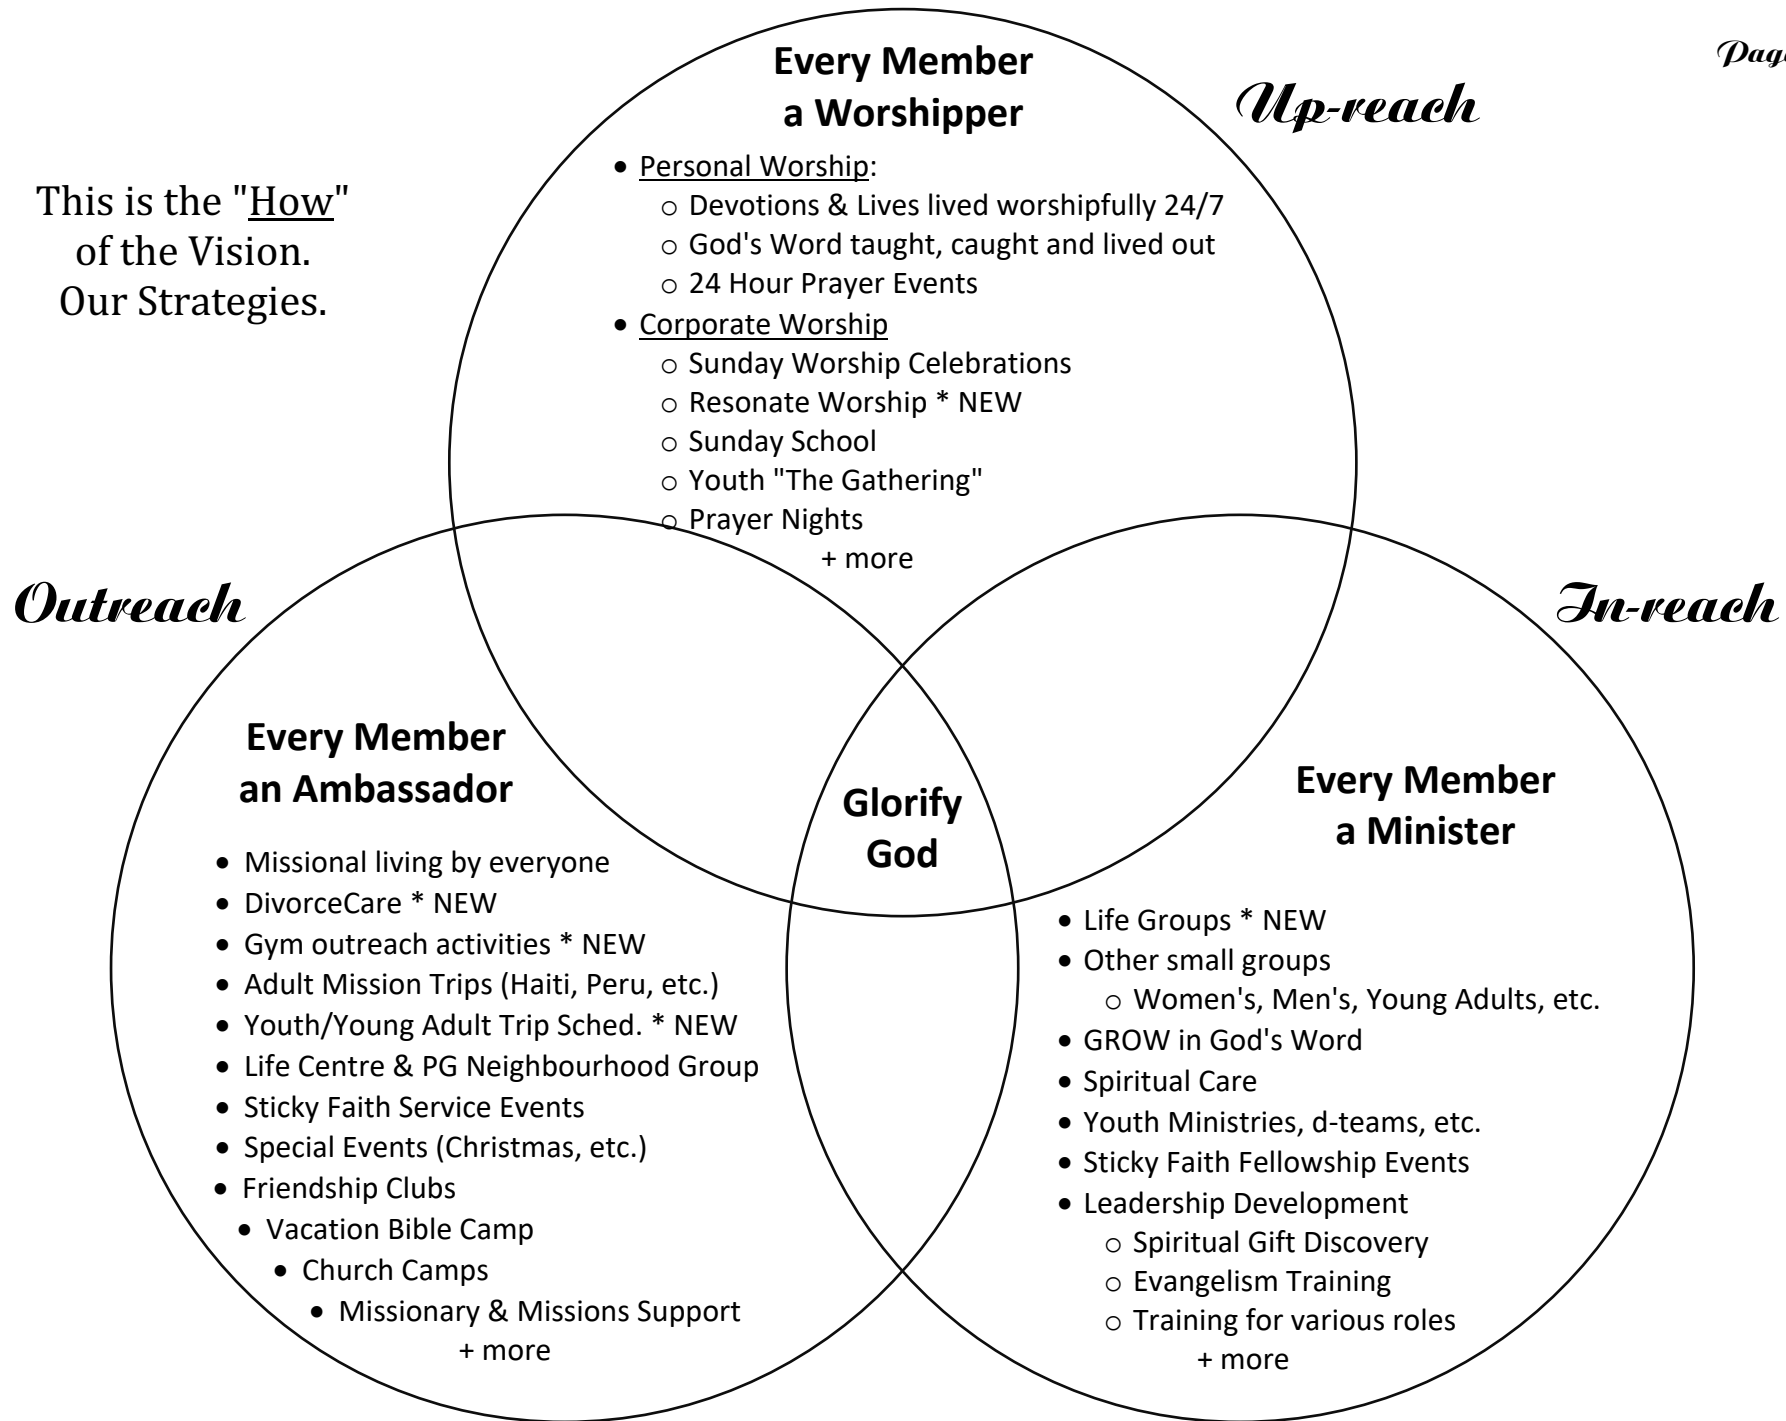 Page
Every Member
a Worshipper
Up-reach
This is the "How"
of the Vision.
Our Strategies.
• Personal Worship:
o Devotions & Lives lived worshipfully 24/7
o God's Word taught, caught and lived out
o 24 Hour Prayer Events
• Corporate Worship
o Sunday Worship Celebrations
o Resonate Worship * NEW
o Sunday School
o Youth "The Gathering"
o Prayer Nights
+ more
Outreach
In-reach
Every Member
an Ambassador
• Missional living by everyone
• DivorceCare * NEW
• Gym outreach activities * NEW
• Adult Mission Trips (Haiti, Peru, etc.)
• Youth/Young Adult Trip Sched. * NEW
• Life Centre & PG Neighbourhood Group
• Sticky Faith Service Events
• Special Events (Christmas, etc.)
• Friendship Clubs
• Vacation Bible Camp
• Church Camps
• Missionary & Missions Support
+ more
Glorify
God
Every Member
a Minister
• Life Groups * NEW
• Other small groups
o Women's, Men's, Young Adults, etc.
• GROW in God's Word
• Spiritual Care
• Youth Ministries, d-teams, etc.
• Sticky Faith Fellowship Events
• Leadership Development
o Spiritual Gift Discovery
o Evangelism Training
o Training for various roles
+ more